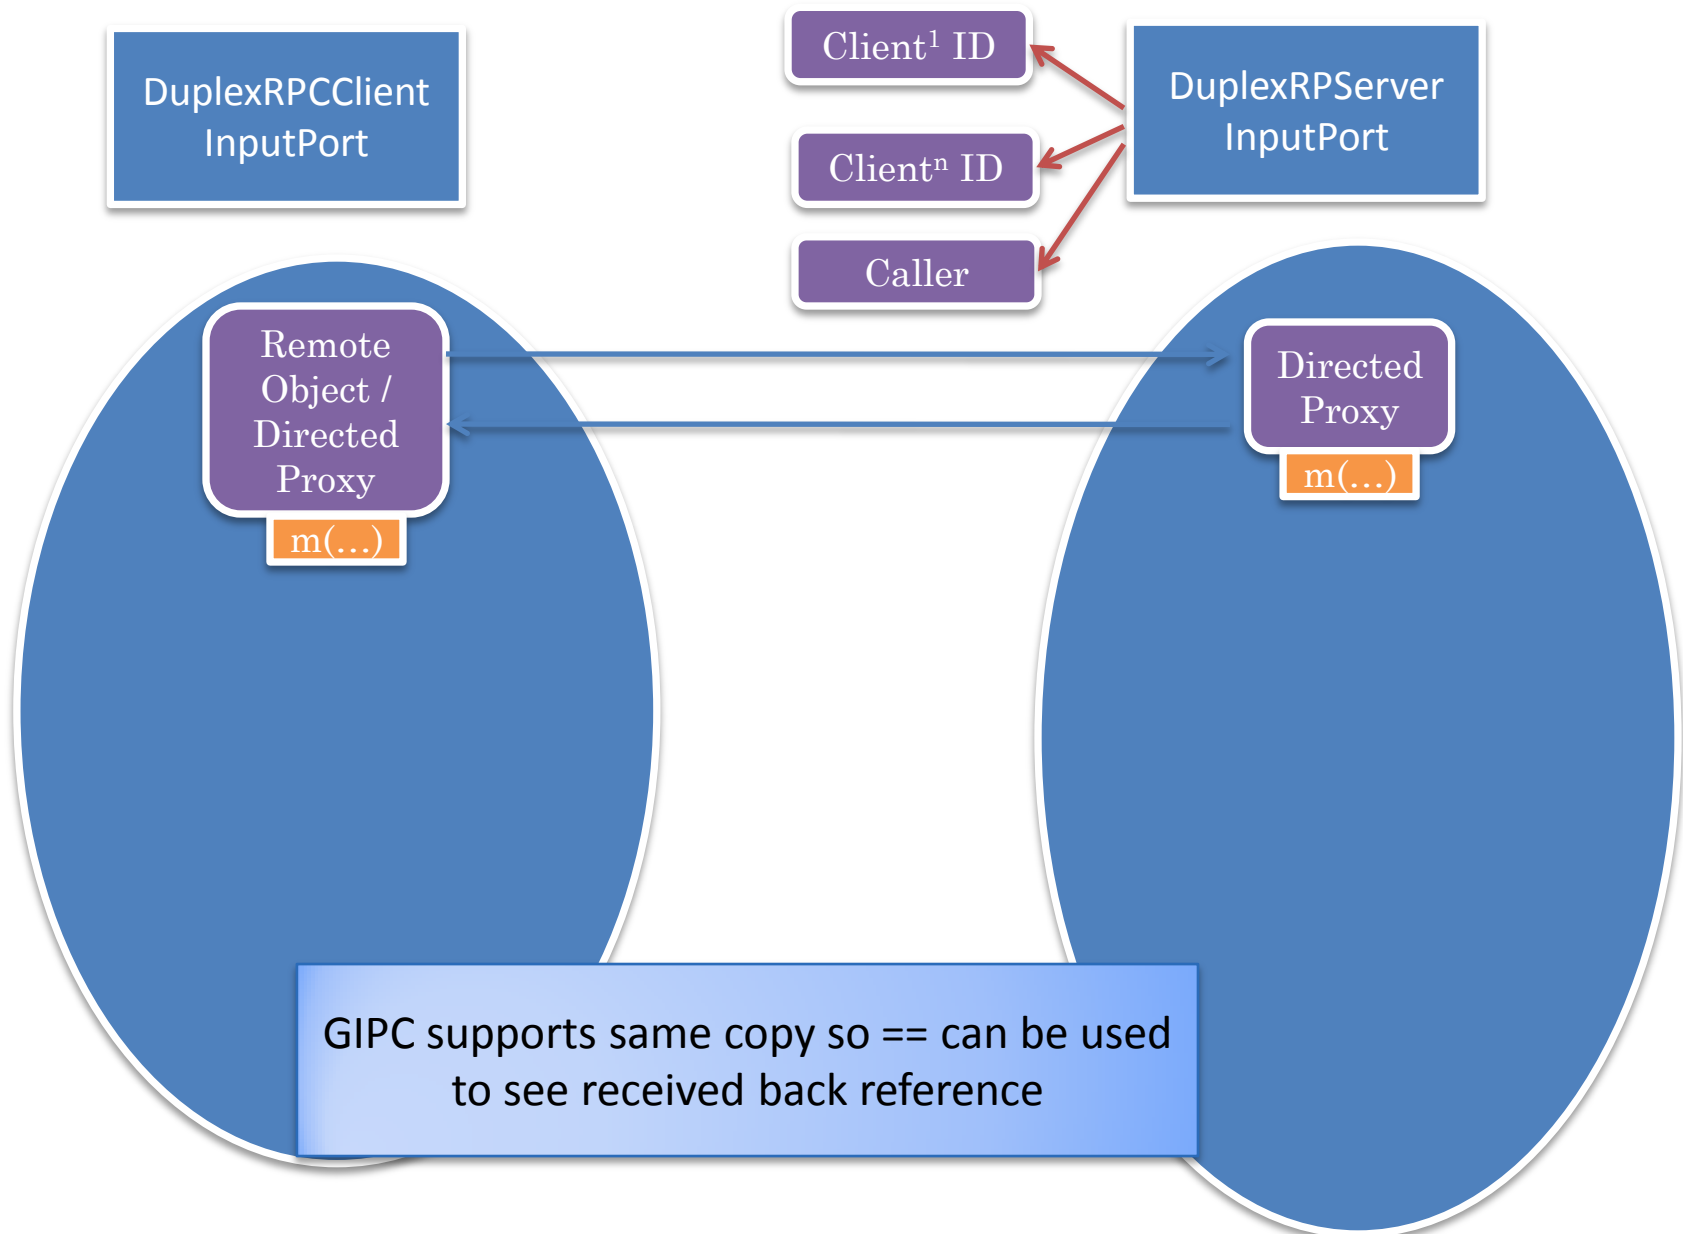 DuplexRPCClient
InputPort
Client¹ ID
Clientⁿ ID
Caller
DuplexRPServer
InputPort
Remote
Object /
Directed
Proxy
m(...)
Directed
Proxy
m(...)
GIPC supports same copy so == can be used
to see received back reference